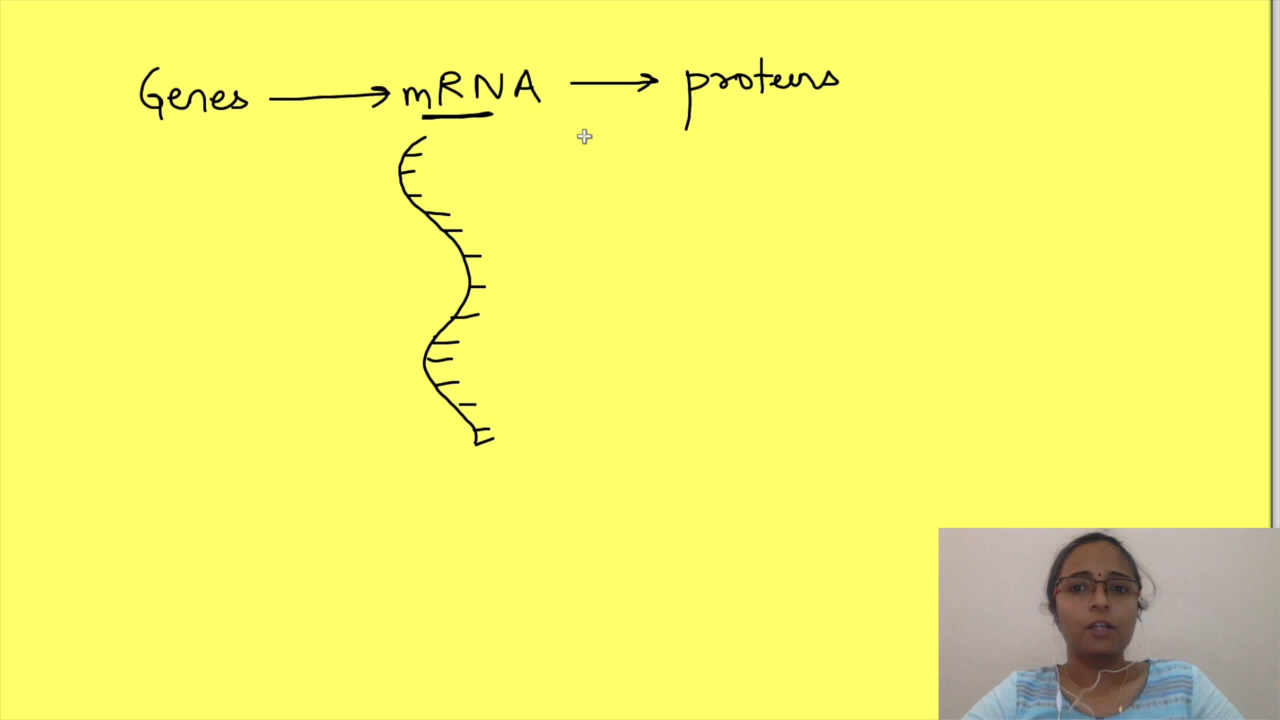 Genes → mRNA → proteins